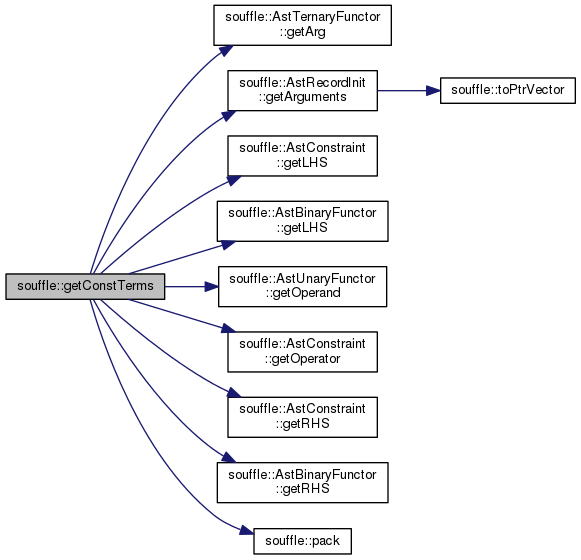 souffle::AstTernaryFunctor
::getArg
souffle::AstRecordInit
::getArguments
souffle::toPtrVector
souffle::AstConstraint
::getLHS
souffle::AstBinaryFunctor
::getLHS
souffle::getConstTerms
souffle::AstUnaryFunctor
::getOperand
souffle::AstConstraint
::getOperator
souffle::AstConstraint
::getRHS
souffle::AstBinaryFunctor
::getRHS
souffle::pack